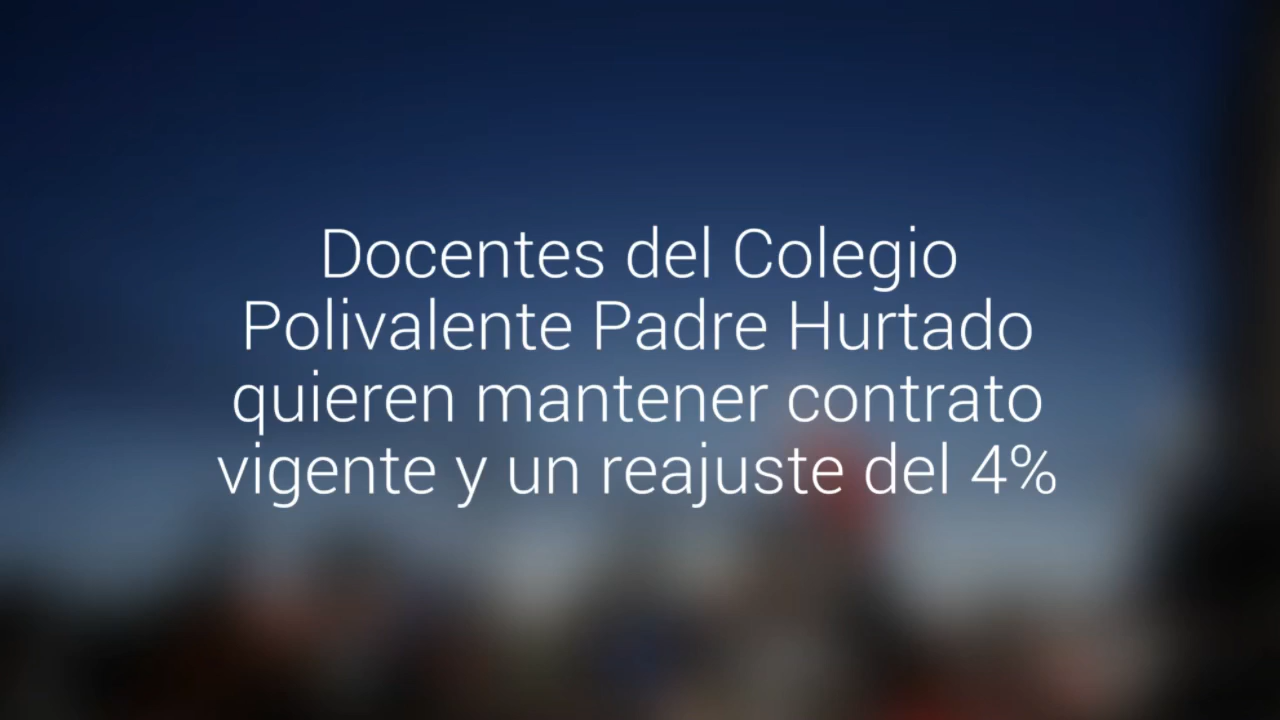 Docentes del Colegio
Polivalente Padre Hurtado
quieren mantener contrato
vigente y un reajuste del 4%